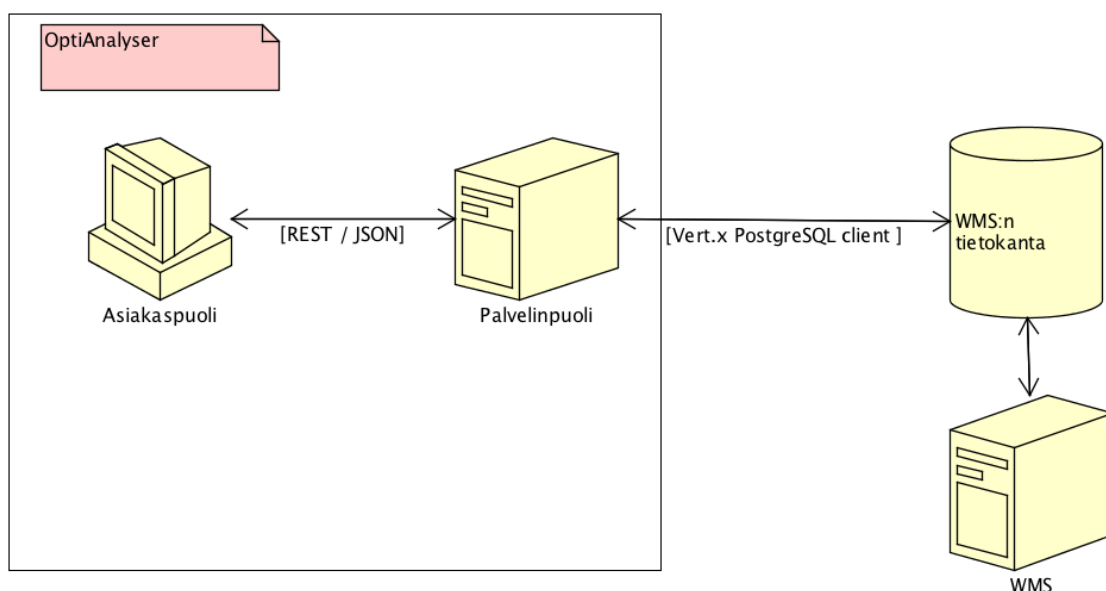 OptiAnalyser
[REST / JSON]
[Vert.x PostgreSQL client ]
WMS:n
tietokanta
Asiakaspuoli
Palvelinpuoli
WMS